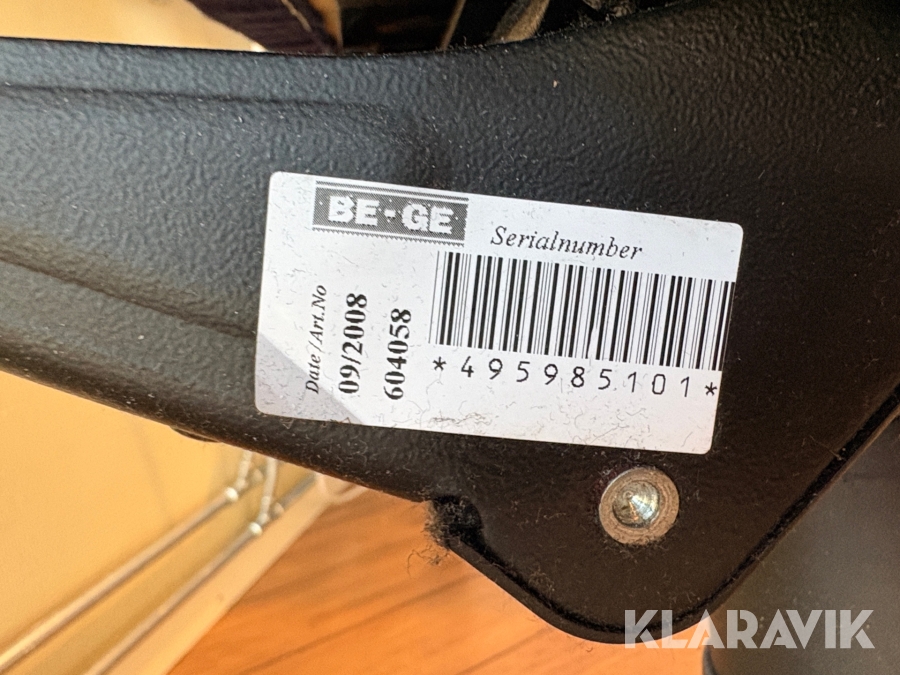 BE-GE
Serialnumber
Date/Art.No
09/2008
604058
*495985101*
KLARAVIK